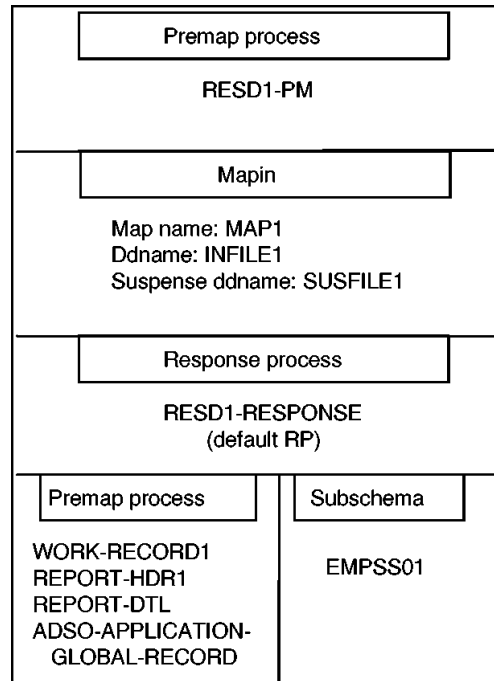 Premap process
RESD1-PM
Mapin
Map name: MAP1
Ddname: INFILE1
Suspense ddname: SUSFILE1
Response process
RESD1-RESPONSE
(default RP)
Premap process
WORK-RECORD1
REPORT-HDR1
REPORT-DTL
ADSO-APPLICATION-
GLOBAL-RECORD
Subschema
EMPSS01